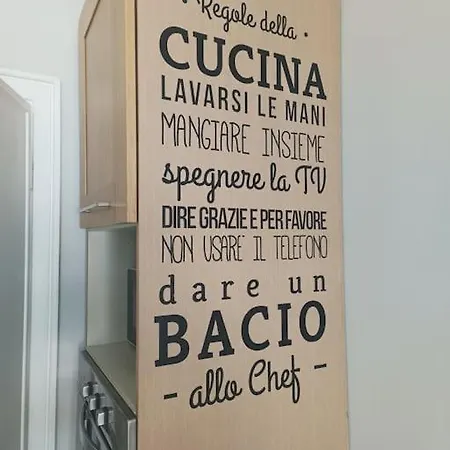 • Regole della •
CUCINA
LAVARSI LE MANI
MANGIARE INSIEME
spegnere la TV
DIRE GRAZIE E PER FAVORE
NON USARE' IL TELEFONO
dare un
BACIO
- allo Chef -